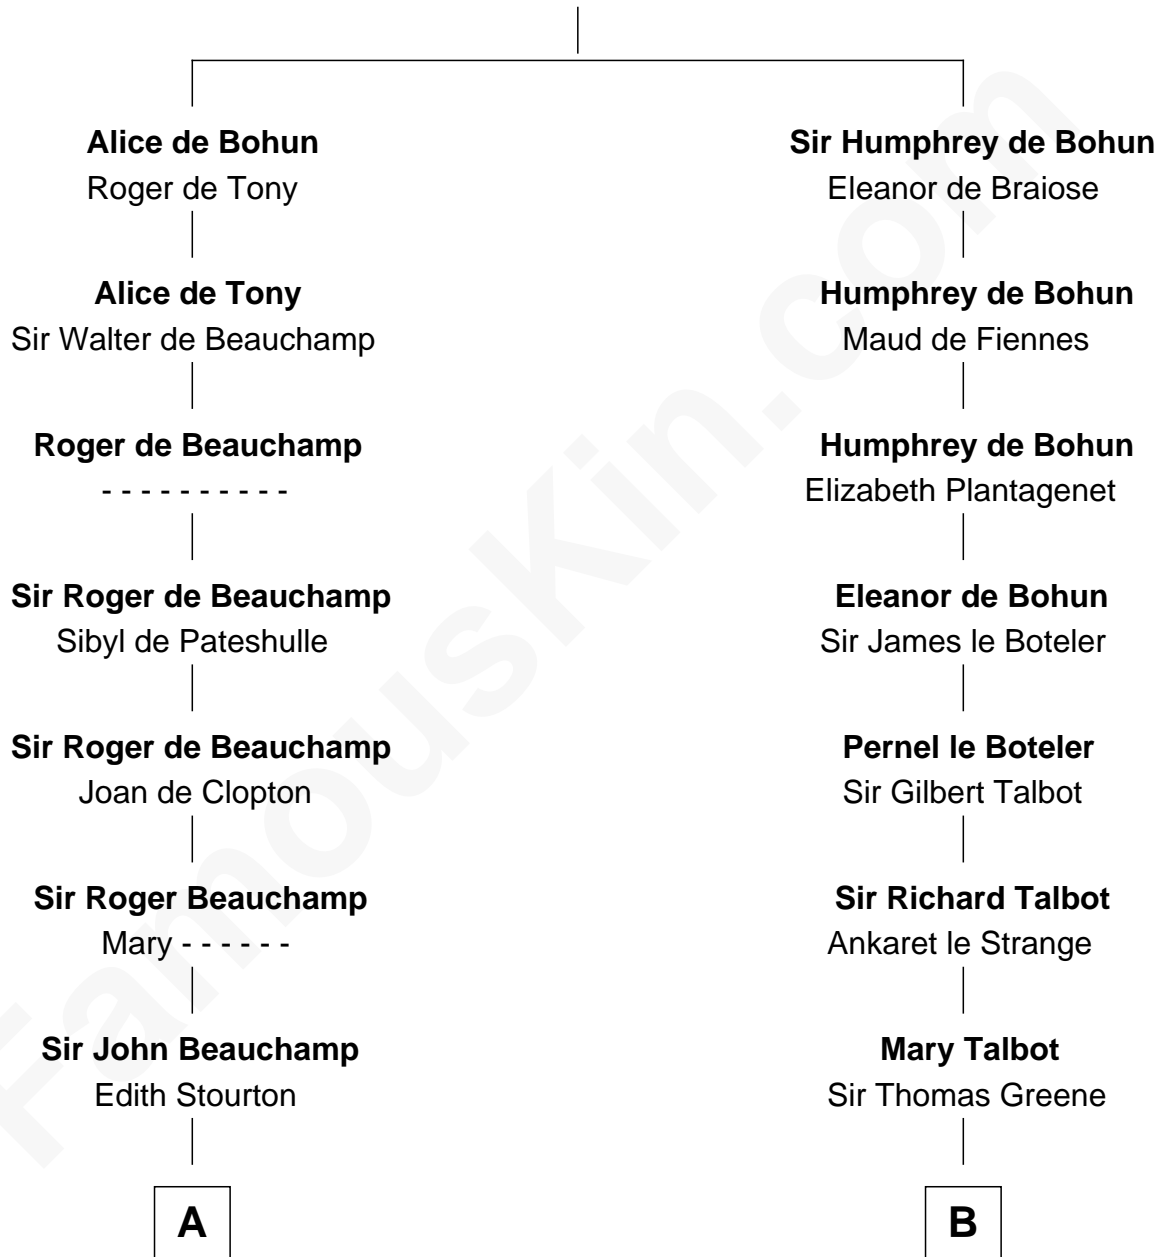 Alice de Bohun
Roger de Tony
Alice de Tony
Sir Walter de Beauchamp
Roger de Beauchamp
- - - - - - - - - -
Sir Roger de Beauchamp
Sibyl de Pateshulle
Sir Roger de Beauchamp
Joan de Clopton
Sir Roger Beauchamp
Mary - - - - - -
Sir John Beauchamp
Edith Stourton
A
Sir Humphrey de Bohun
Eleanor de Braiose
Humphrey de Bohun
Maud de Fiennes
Humphrey de Bohun
Elizabeth Plantagenet
Eleanor de Bohun
Sir James le Boteler
Pernel le Boteler
Sir Gilbert Talbot
Sir Richard Talbot
Ankaret le Strange
Mary Talbot
Sir Thomas Greene
B
FamousKin.com